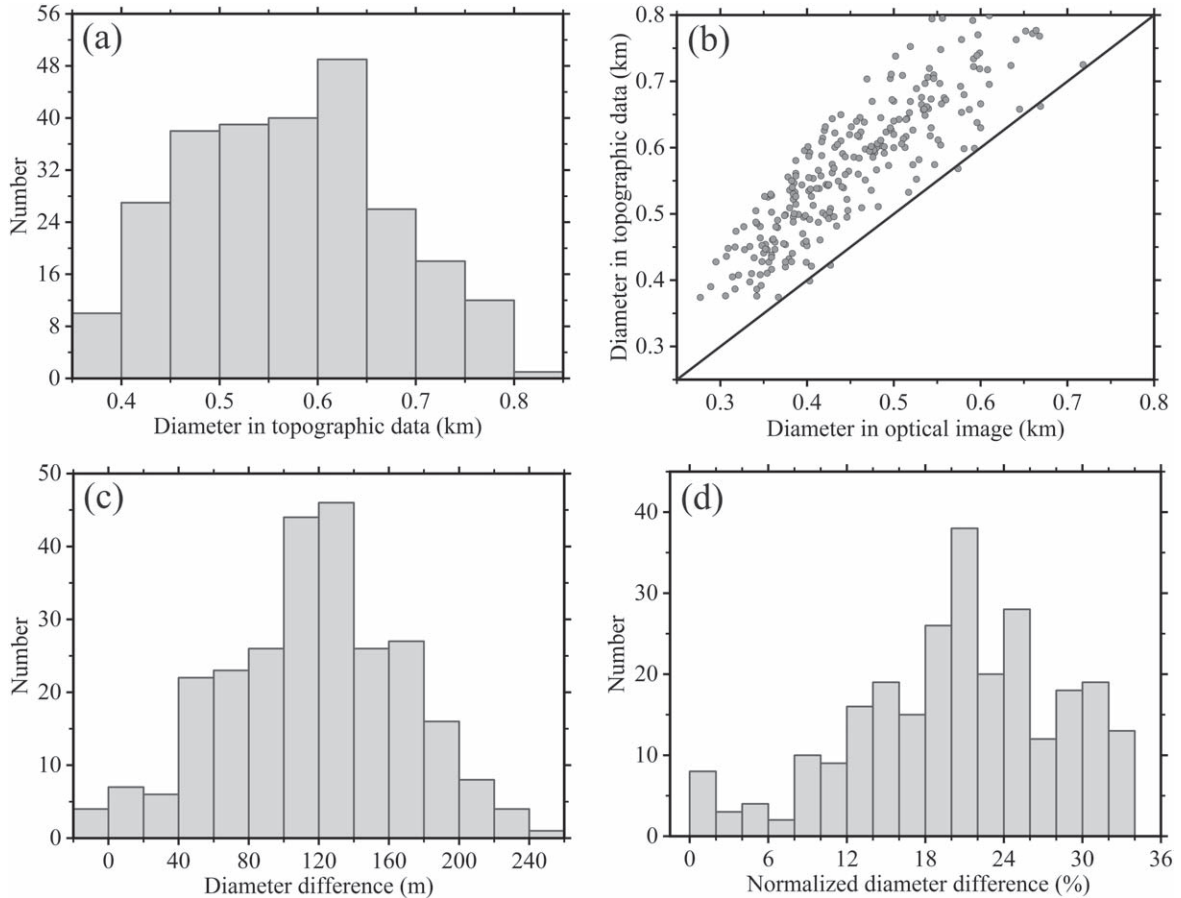 (a)
56
48
40
32
24
16
8
0
Number
0.4 0.5 0.6 0.7 0.8
Diameter in topographic data (km)
(b)
0.8
0.7
0.6
0.5
0.4
0.3
Diameter in topographic data (km)
0.3 0.4 0.5 0.6 0.7 0.8
Diameter in optical image (km)
(c)
50
40
30
20
10
0
Number
0 40 80 120 160 200 240
Diameter difference (m)
(d)
40
30
20
10
0
Number
0 6 12 18 24 30 36
Normalized diameter difference (%)